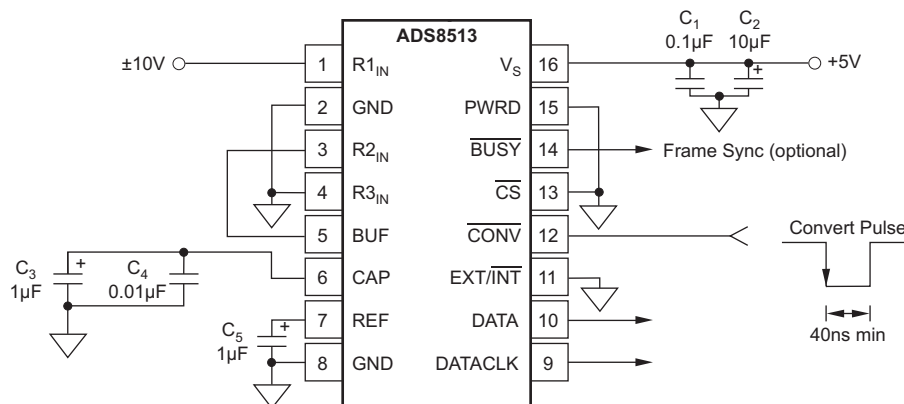 ADS8513
C1
0.1µF
C2
10µF
+
±10V
1
R1IN
VS
16
+5V
2
GND
PWRD
15
3
R2IN
BUSY
14
Frame Sync (optional)
4
R3IN
CS
13
5
BUF
CONV
12
Convert Pulse
C3
1µF
+
C4
0.01µF
6
CAP
EXT/INT
11
40ns min
C5
1µF
+
7
REF
DATA
10
8
GND
DATACLK
9